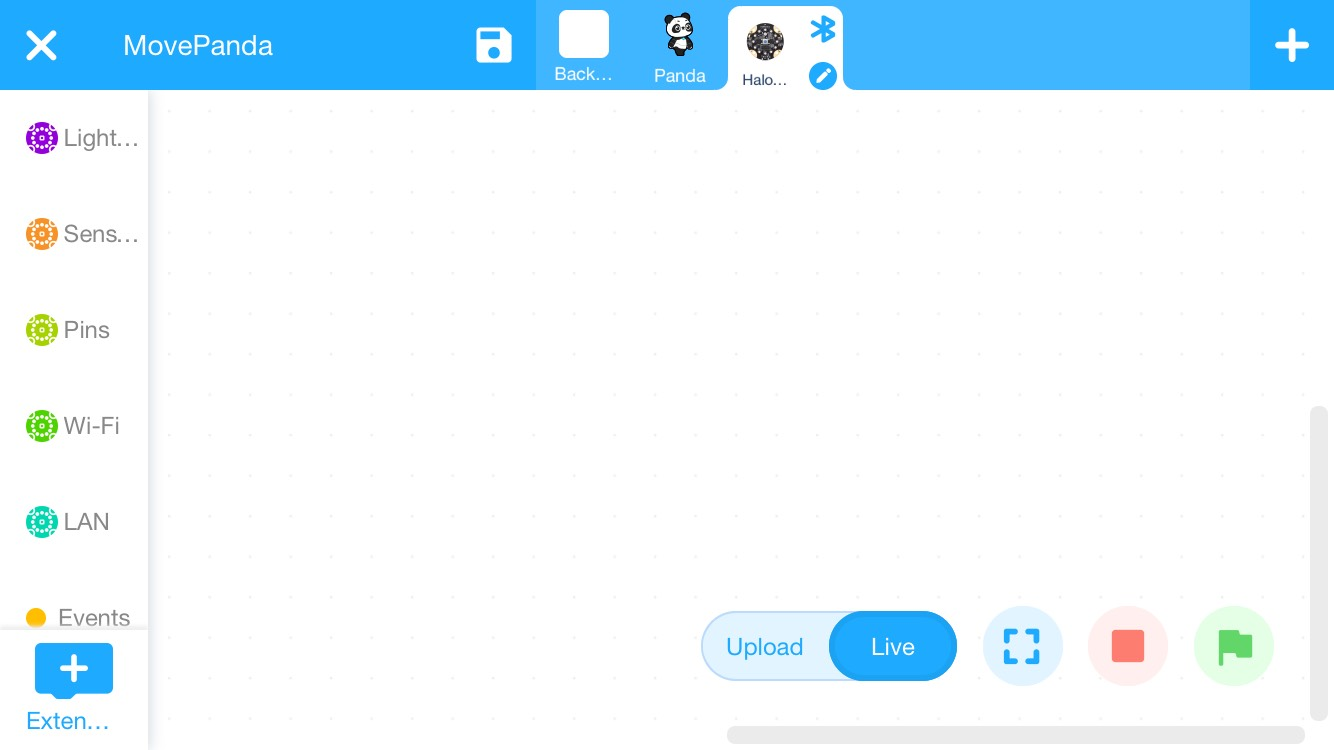 MovePanda
Back...
Panda
Halo...
Light...
Sens...
Pins
Wi-Fi
LAN
Events
Upload
Live
Exten...